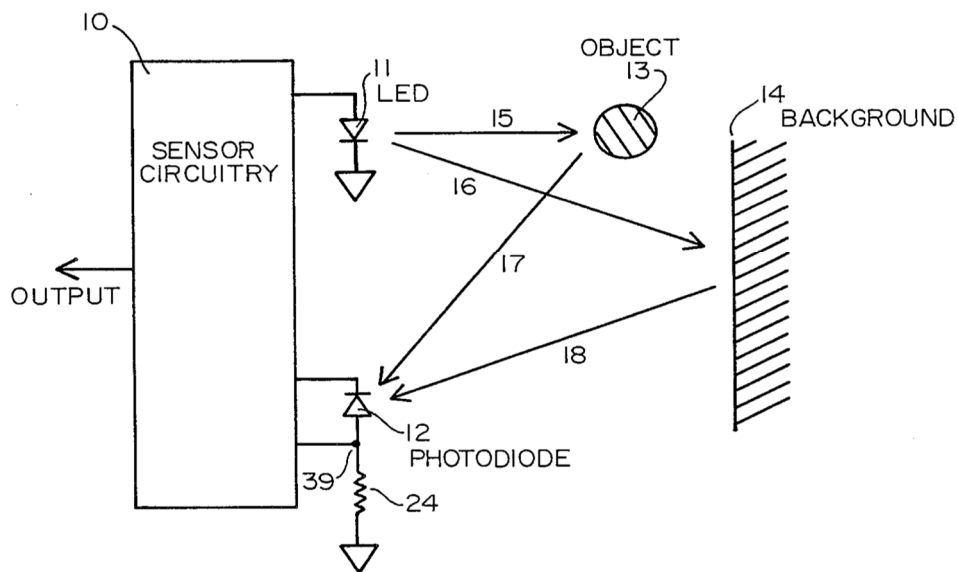 10
OBJECT
13
11
LED
14
BACKGROUND
15
SENSOR
CIRCUITRY
16
17
OUTPUT
18
12
PHOTODIODE
39
24